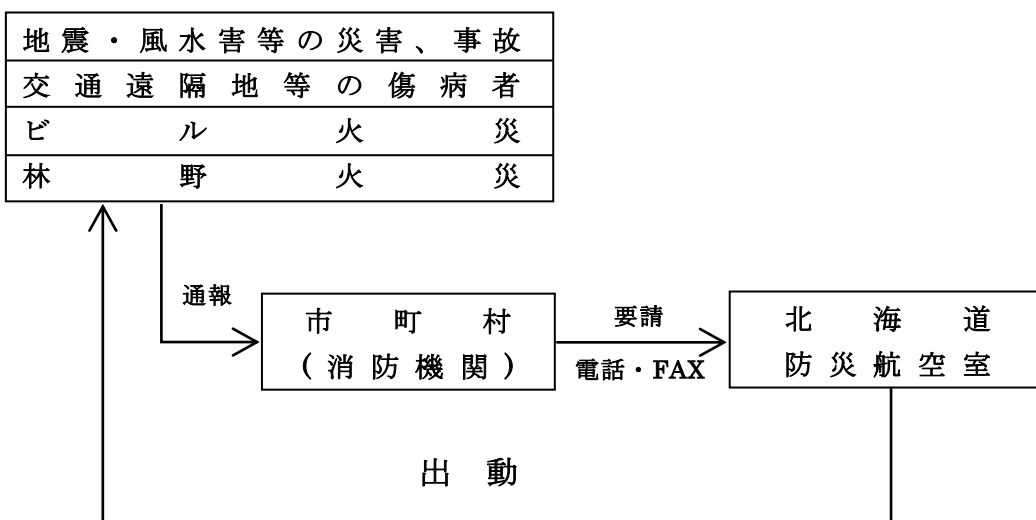 地震・風水害等の災害、事故
交通遠隔地等の傷病者
ビル火災
林野火災
通報
市町村
(消防機関)
要請
電話・FAX
北海道
防災航空室
出動